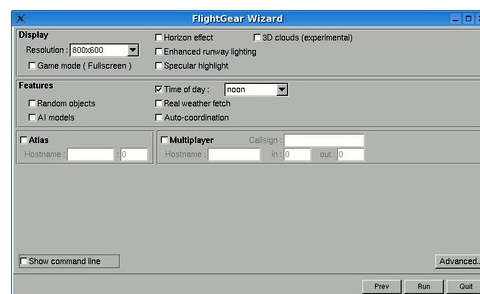 FlightGear Wizard
Display
Horizon effect 3D clouds (experimental)
Resolution : 800x600
Enhanced runway lighting
Game mode ( Fullscreen ) Specular highlight
Features
Time of day : noon
Random objects Real weather fetch
AI models Auto-coordination
Atlas Multiplayer Callsign :
Hostname : : 0 Hostname : in : 0 out : 0
Show command line
Advanced..
Prev Run Quit